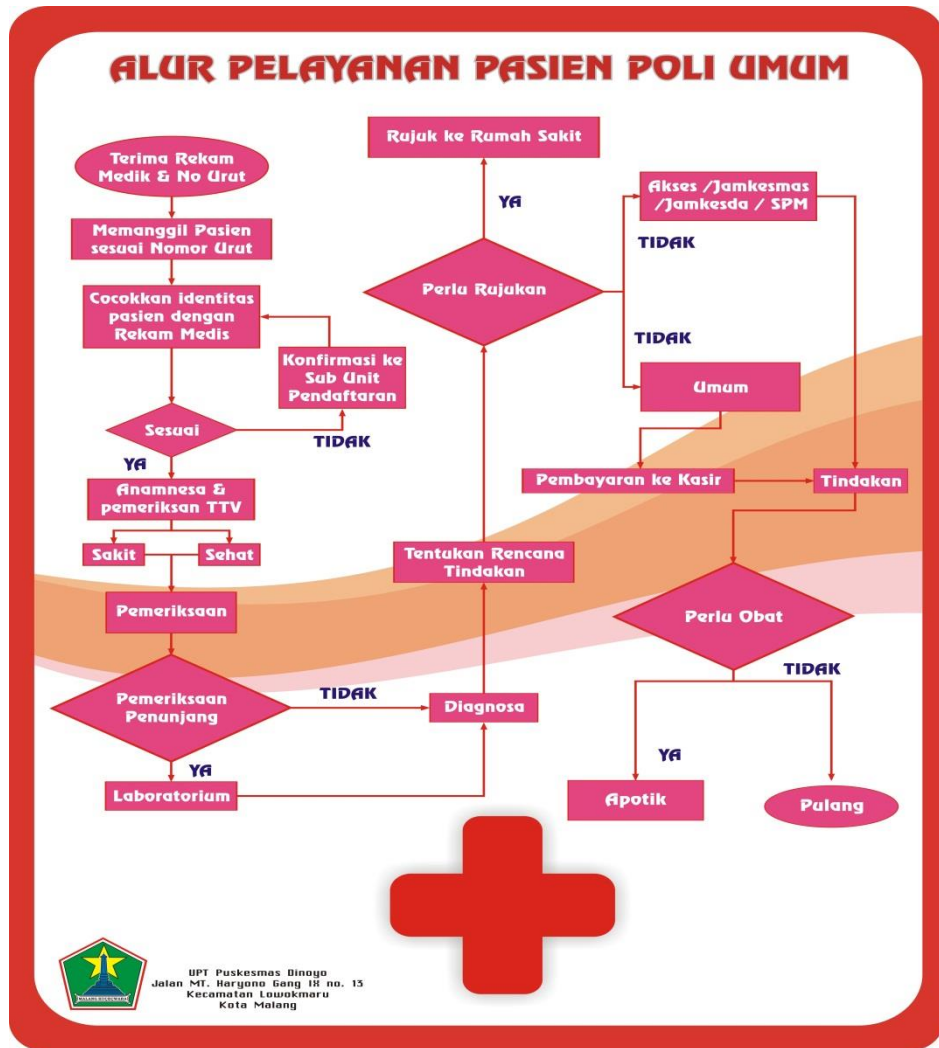 ALUR PELAYANAN PASIEN POLI UMUM
Terima Rekam
Medik & No Urut
Memanggil Pasien
sesuai Nomor Urut
Cocokkan identitas
pasien dengan
Rekam Medis
Konfirmasi ke
Sub Unit
Pendaftaran
Sesuai
TIDAK
YA
Anamnesa &
pemeriksan TTV
Sakit
Sehat
Pemeriksaan
Pemeriksaan
Penunjang
TIDAK
YA
Laboratorium
Diagnosa
Tentukan Rencana
Tindakan
Perlu Rujukan
YA
Rujuk ke Rumah Sakit
TIDAK
Akses /Jamkesmas
/Jamkesda / SPM
TIDAK
Umum
Pembayaran ke Kasir
Tindakan
Perlu Obat
TIDAK
YA
Apotik
Pulang
MALANG KUCECWARA
UPT Puskesmas Dinoyo
Jalan MT. Haryono Gang IX no. 13
Kecamatan Lowokmaru
Kota Malang